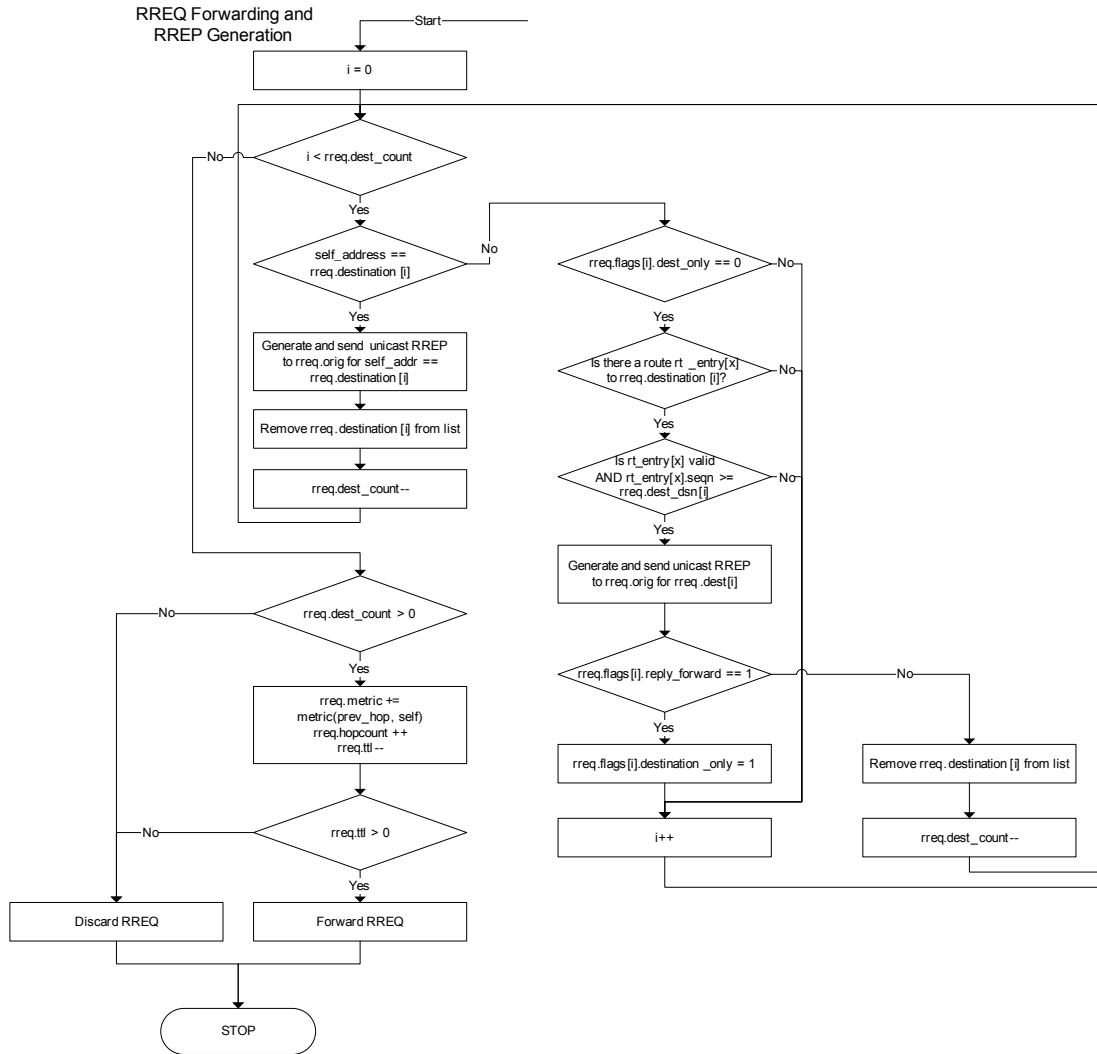 RREQ Forwarding and
RREP Generation
Start
i = 0
i < rreq.dest_count
No
Yes
self_address ==
rreq.destination [i]
No
Yes
Generate and send unicast RREP
to rreq.orig for self_addr ==
rreq.destination [i]
Remove rreq.destination [i] from list
rreq.dest_count--
rreq.flags[i].dest_only == 0
No
Yes
Is there a route rt_entry[x]
to rreq.destination [i]?
No
Yes
Is rt_entry[x] valid
AND rt_entry[x].seqn >=
rreq.dest_dsn[i]
No
Yes
Generate and send unicast RREP
to rreq.orig for rreq.dest[i]
rreq.flags[i].reply_forward == 1
No
Yes
rreq.flags[i].destination_only = 1
i++
Remove rreq.destination [i] from list
rreq.dest_count--
rreq.dest_count > 0
No
Yes
rreq.metric +=
metric(prev_hop, self)
rreq.hopcount ++
rreq.ttl--
rreq.ttl > 0
No
Yes
Discard RREQ
Forward RREQ
STOP